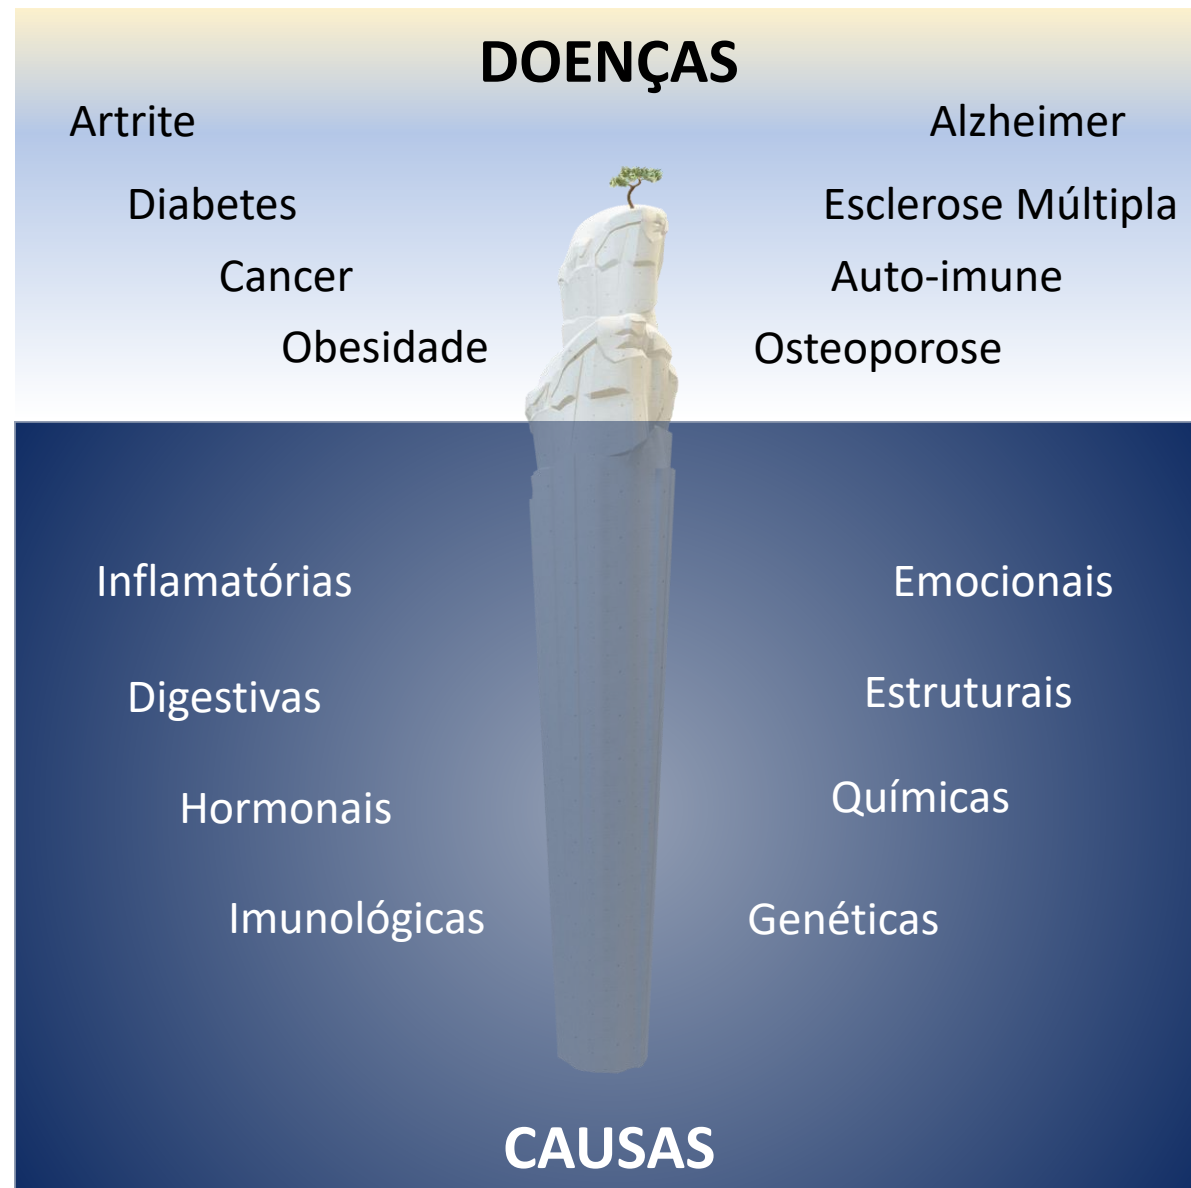 DOENÇAS
Artrite
Alzheimer
Diabetes
Esclerose Múltipla
Cancer
Auto-imune
Obesidade
Osteoporose
Inflamatórias
Emocionais
Digestivas
Estruturais
Hormonais
Químicas
Imunológicas
Genéticas
CAUSAS